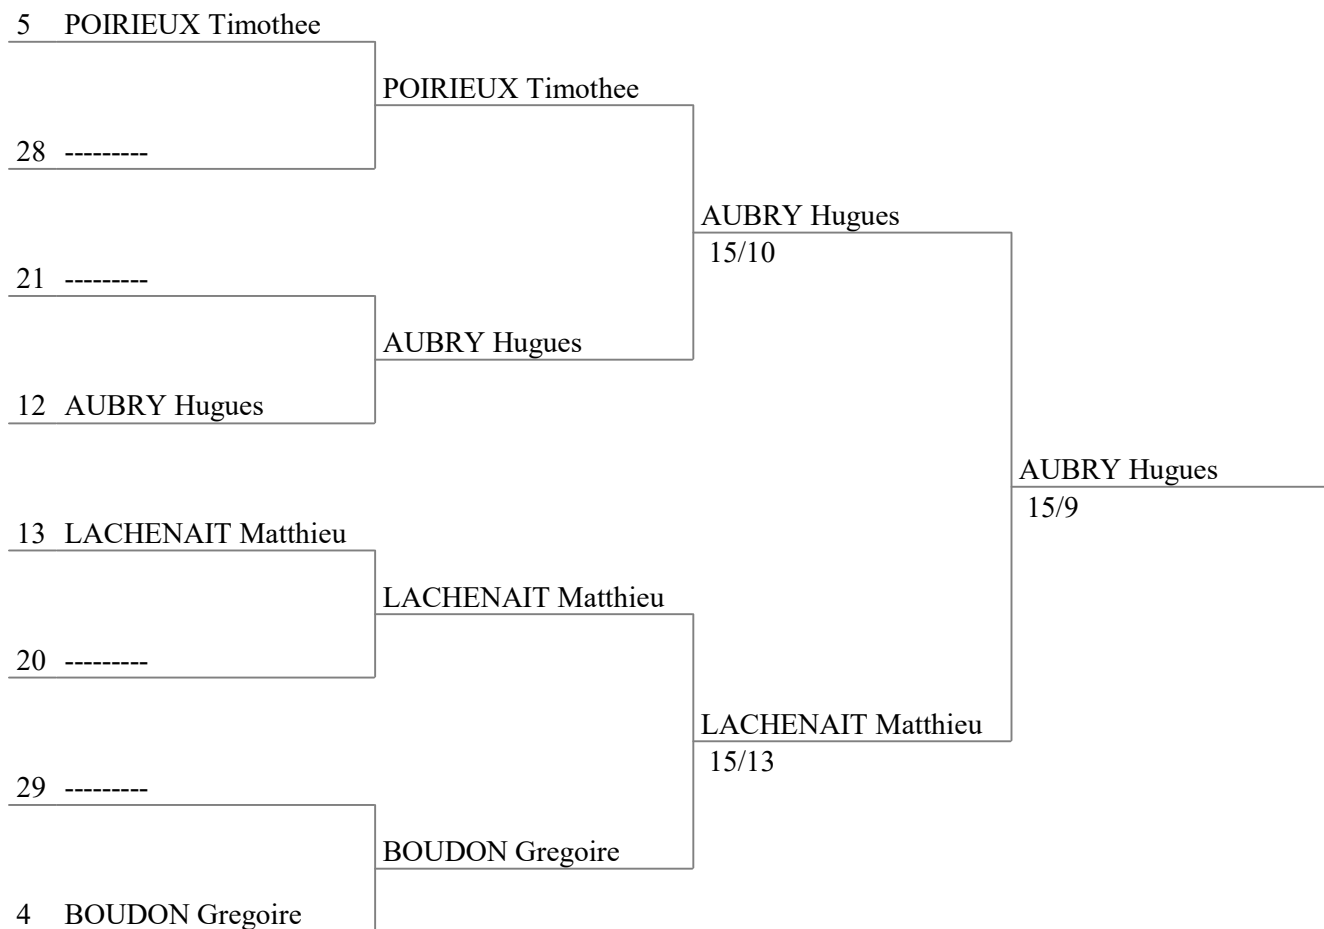 5 POIRIEUX Timothee
POIRIEUX Timothee
28 ---------
AUBRY Hugues
15/10
21 ---------
AUBRY Hugues
12 AUBRY Hugues
AUBRY Hugues
15/9
13 LACHENAIT Matthieu
LACHENAIT Matthieu
20 ---------
LACHENAIT Matthieu
15/13
29 ---------
BOUDON Gregoire
4 BOUDON Gregoire